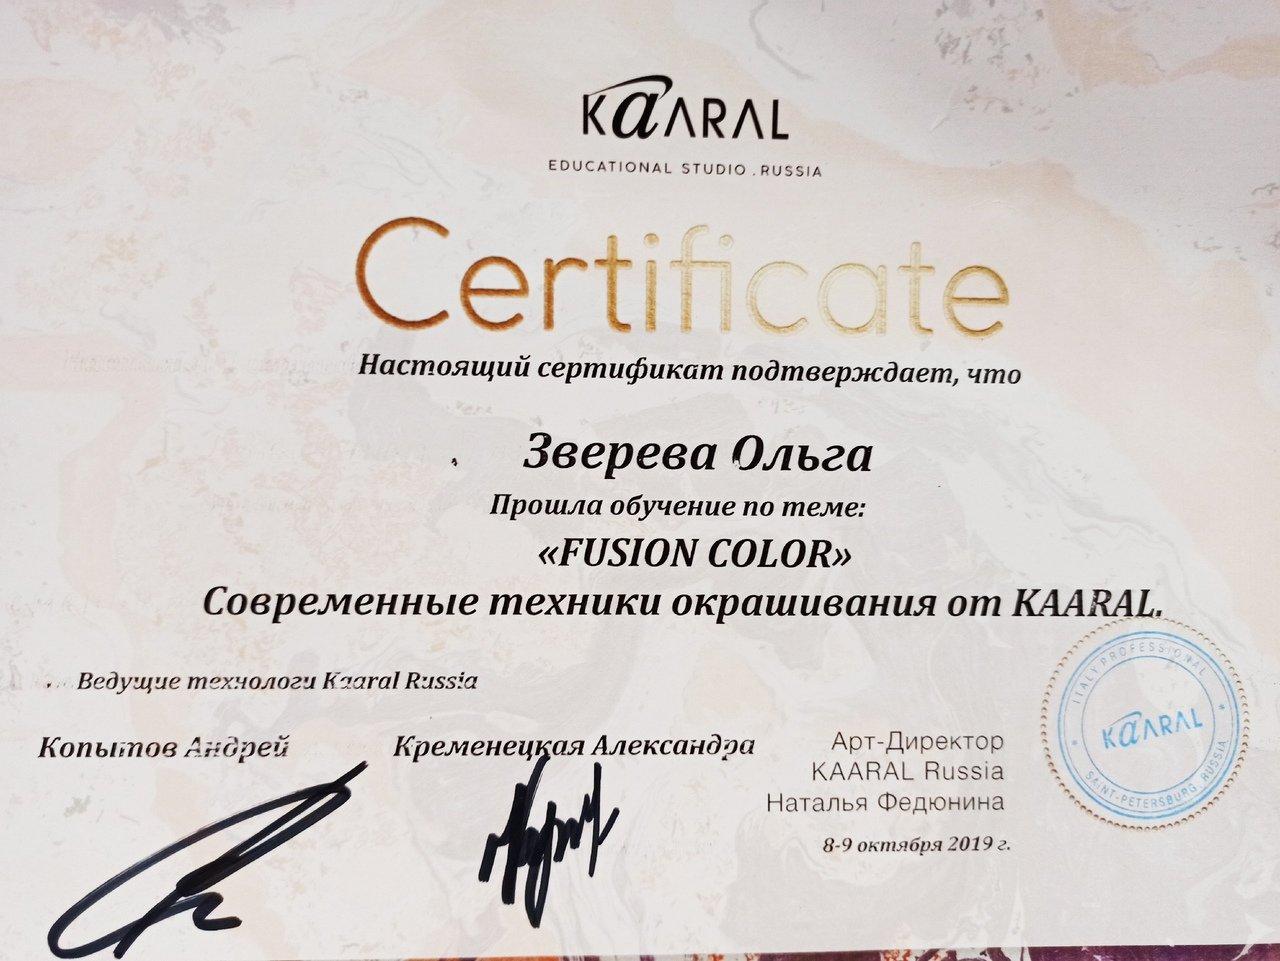 KAARAL
EDUCATIONAL STUDIO . RUSSIA
Certificate
Настоящий сертификат подтверждает, что
Зверева Ольга
Прошла обучение по теме:
«FUSION COLOR»
Современные техники окрашивания от KAARAL.
Ведущие технологи Kaaral Russia
Копытов Андрей
Кременецкая Александра
Арт-Директор
KAARAL Russia
Наталья Федюнина
8-9 октября 2019 г.
ITALY PROFESSIONAL
KAARAL
SAINT-PETERSBURG RUSSIA